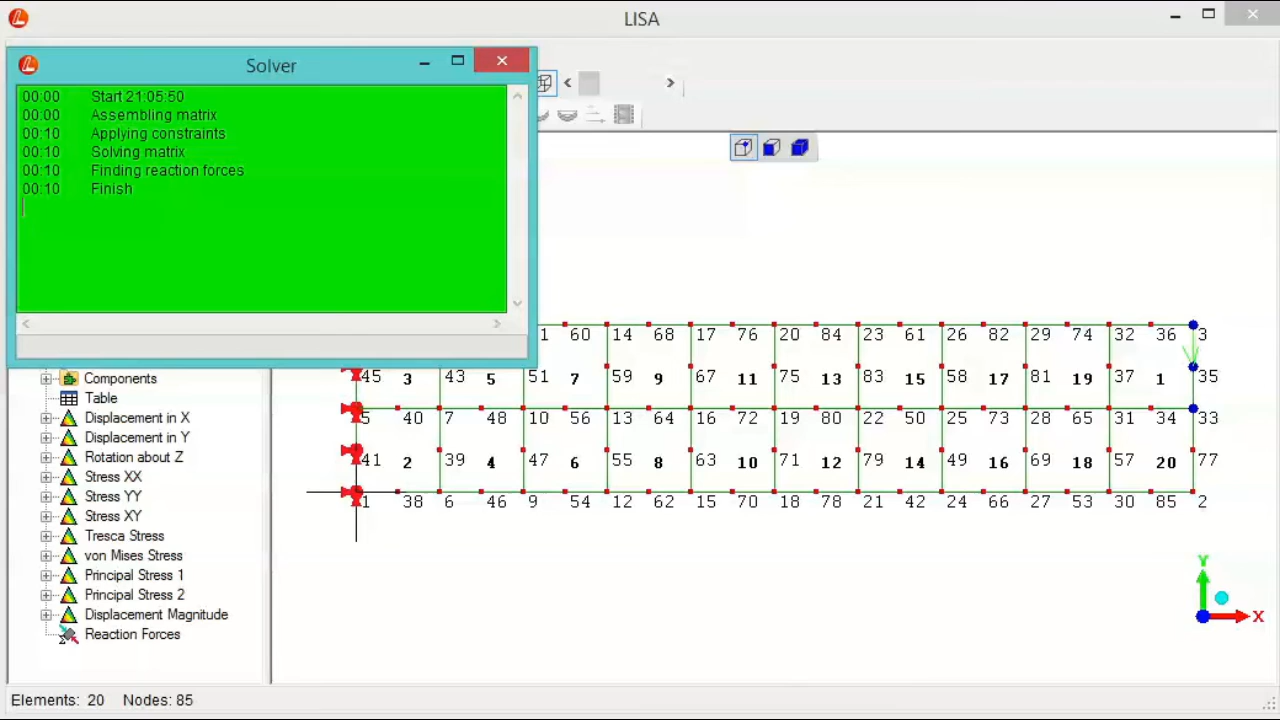 LISA
Solver
00:00 Start 21:05:50
00:00 Assembling matrix
00:10 Applying constraints
00:10 Solving matrix
00:10 Finding reaction forces
00:10 Finish
1 60 14 68 17 76 20 84 23 61 26 82 29 74 32 36 3
45 3 43 5 51 7 59 9 67 11 75 13 83 15 58 17 81 19 37 1 35
5 40 7 48 10 56 13 64 16 72 19 80 22 50 25 73 28 65 31 34 33
41 2 39 4 47 6 55 8 63 10 71 12 79 14 49 16 69 18 57 20 77
1 38 6 46 9 54 12 62 15 70 18 78 21 42 24 66 27 53 30 85 2
Components
Table
Displacement in X
Displacement in Y
Rotation about Z
Stress XX
Stress YY
Stress XY
Tresca Stress
von Mises Stress
Principal Stress 1
Principal Stress 2
Displacement Magnitude
Reaction Forces
Y
X
Elements: 20 Nodes: 85